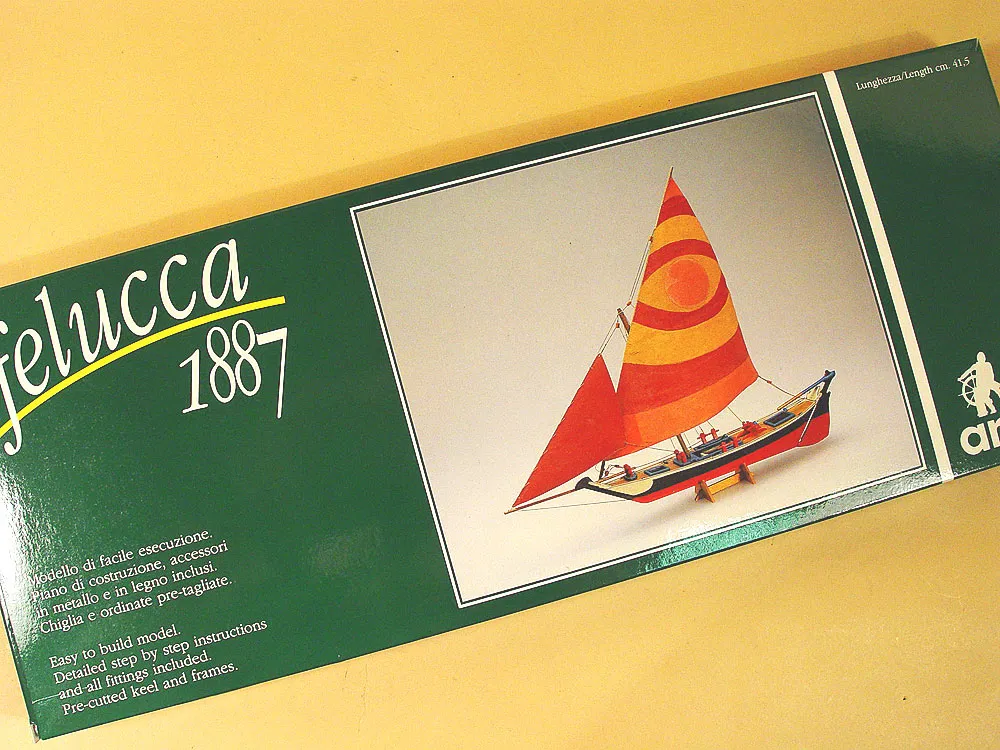 felucca
1887
Lunghezza/Length cm. 41,5
Modello di facile esecuzione.
Piano di costruzione, accessori
in metallo e in legno inclusi.
Chiglia e ordinate pre-tagliate.
Easy to build model.
Detailed step by step instructions
and all fittings included.
Pre-cutted keel and frames.